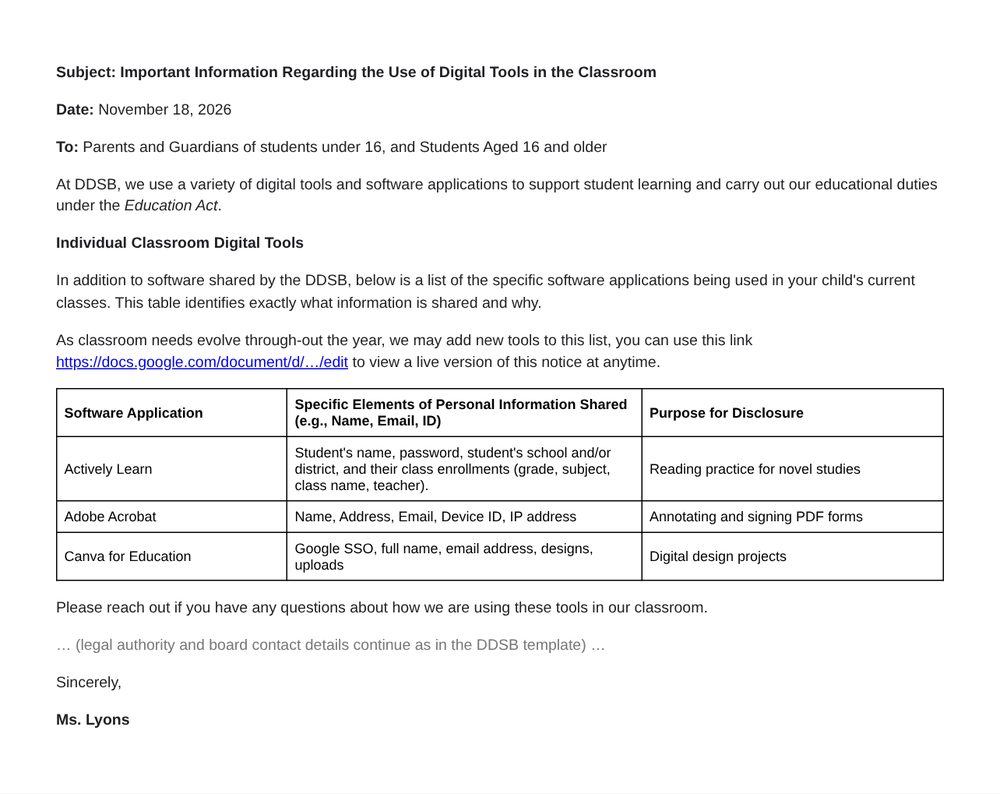 Subject: Important Information Regarding the Use of Digital Tools in the Classroom
Date: November 18, 2026
To: Parents and Guardians of students under 16, and Students Aged 16 and older
At DDSB, we use a variety of digital tools and software applications to support student learning and carry out our educational duties
under the Education Act.
Individual Classroom Digital Tools
In addition to software shared by the DDSB, below is a list of the specific software applications being used in your child's current
classes. This table identifies exactly what information is shared and why.
As classroom needs evolve through-out the year, we may add new tools to this list, you can use this link
https://docs.google.com/document/d/…/edit to view a live version of this notice at anytime.
Software Application
Specific Elements of Personal Information Shared
(e.g., Name, Email, ID)
Purpose for Disclosure
Actively Learn
Student's name, password, student's school and/or
district, and their class enrollments (grade, subject,
class name, teacher).
Reading practice for novel studies
Adobe Acrobat
Name, Address, Email, Device ID, IP address
Annotating and signing PDF forms
Canva for Education
Google SSO, full name, email address, designs,
uploads
Digital design projects
Please reach out if you have any questions about how we are using these tools in our classroom.
… (legal authority and board contact details continue as in the DDSB template) …
Sincerely,
Ms. Lyons